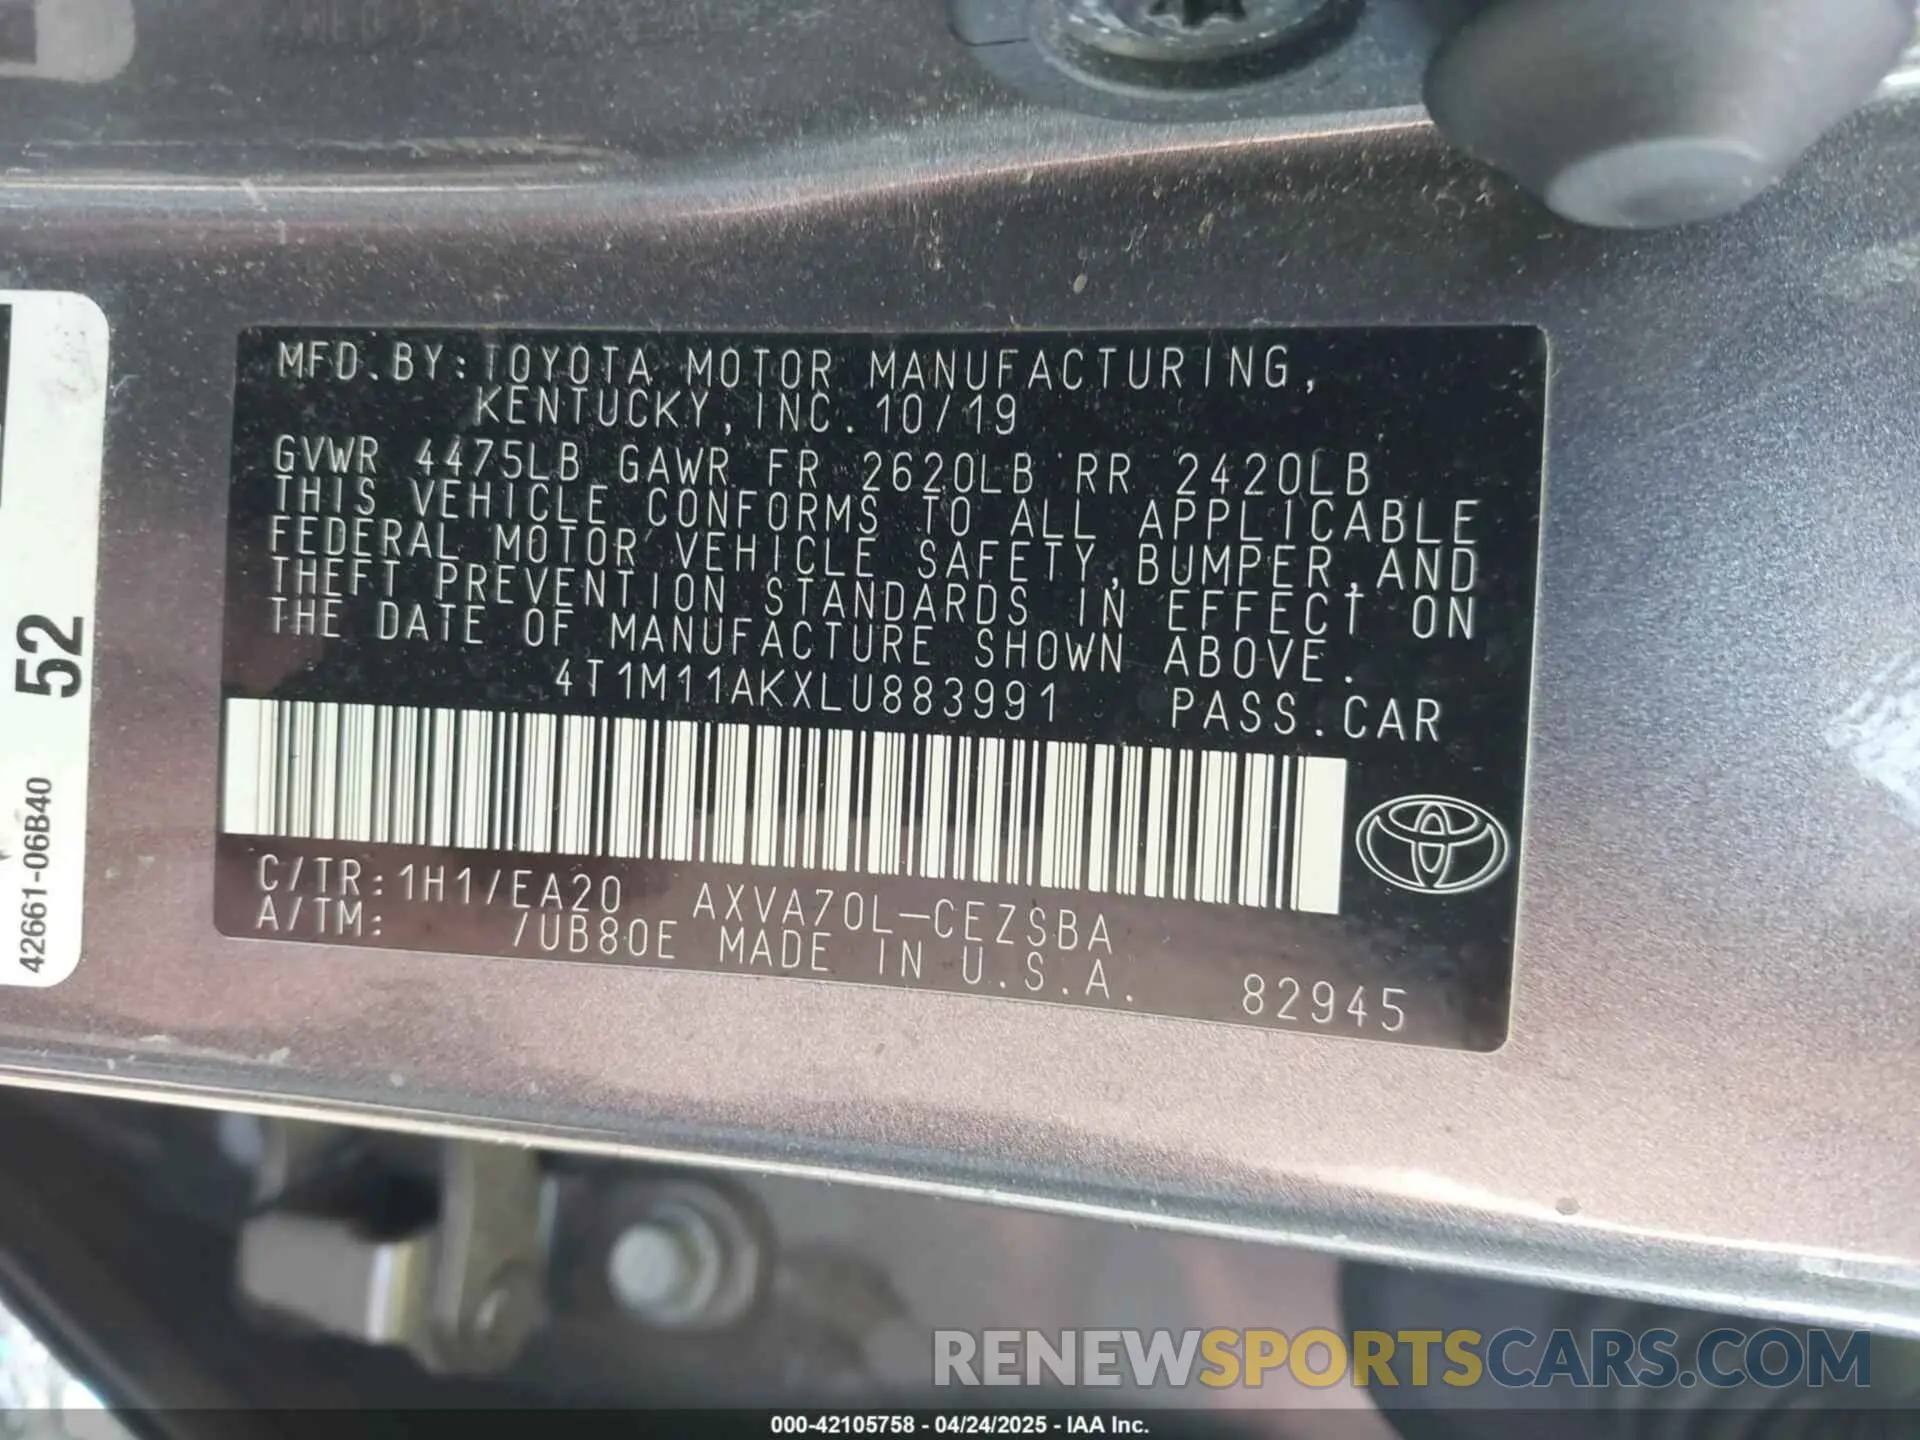 MFD.BY:TOYOTA MOTOR MANUFACTURING,
KENTUCKY,INC. 10/19
GVWR 4475LB GAWR FR 2620LB RR 2420LB
THIS VEHICLE CONFORMS TO ALL APPLICABLE
FEDERAL MOTOR VEHICLE SAFETY,BUMPER,AND
THEFT PREVENTION STANDARDS IN EFFECT ON
THE DATE OF MANUFACTURE SHOWN ABOVE.
4T1M11AKXLU883991 PASS.CAR
C/TR:1H1/EA20 AXVA70L-CEZSBA
A/TM: /UB80E MADE IN U.S.A.
82945
52
42661-06B40
RENEWSPORTSCARS.COM
000-42105758 - 04/24/2025 - IAA Inc.